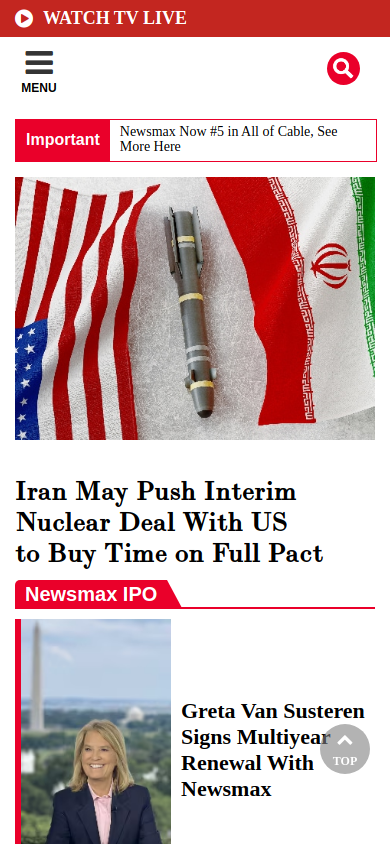 WATCH TV LIVE
MENU
Important
Newsmax Now #5 in All of Cable, See
More Here
Iran May Push Interim
Nuclear Deal With US
to Buy Time on Full Pact
Newsmax IPO
Greta Van Susteren
Signs Multiyear
Renewal With
Newsmax
TOP